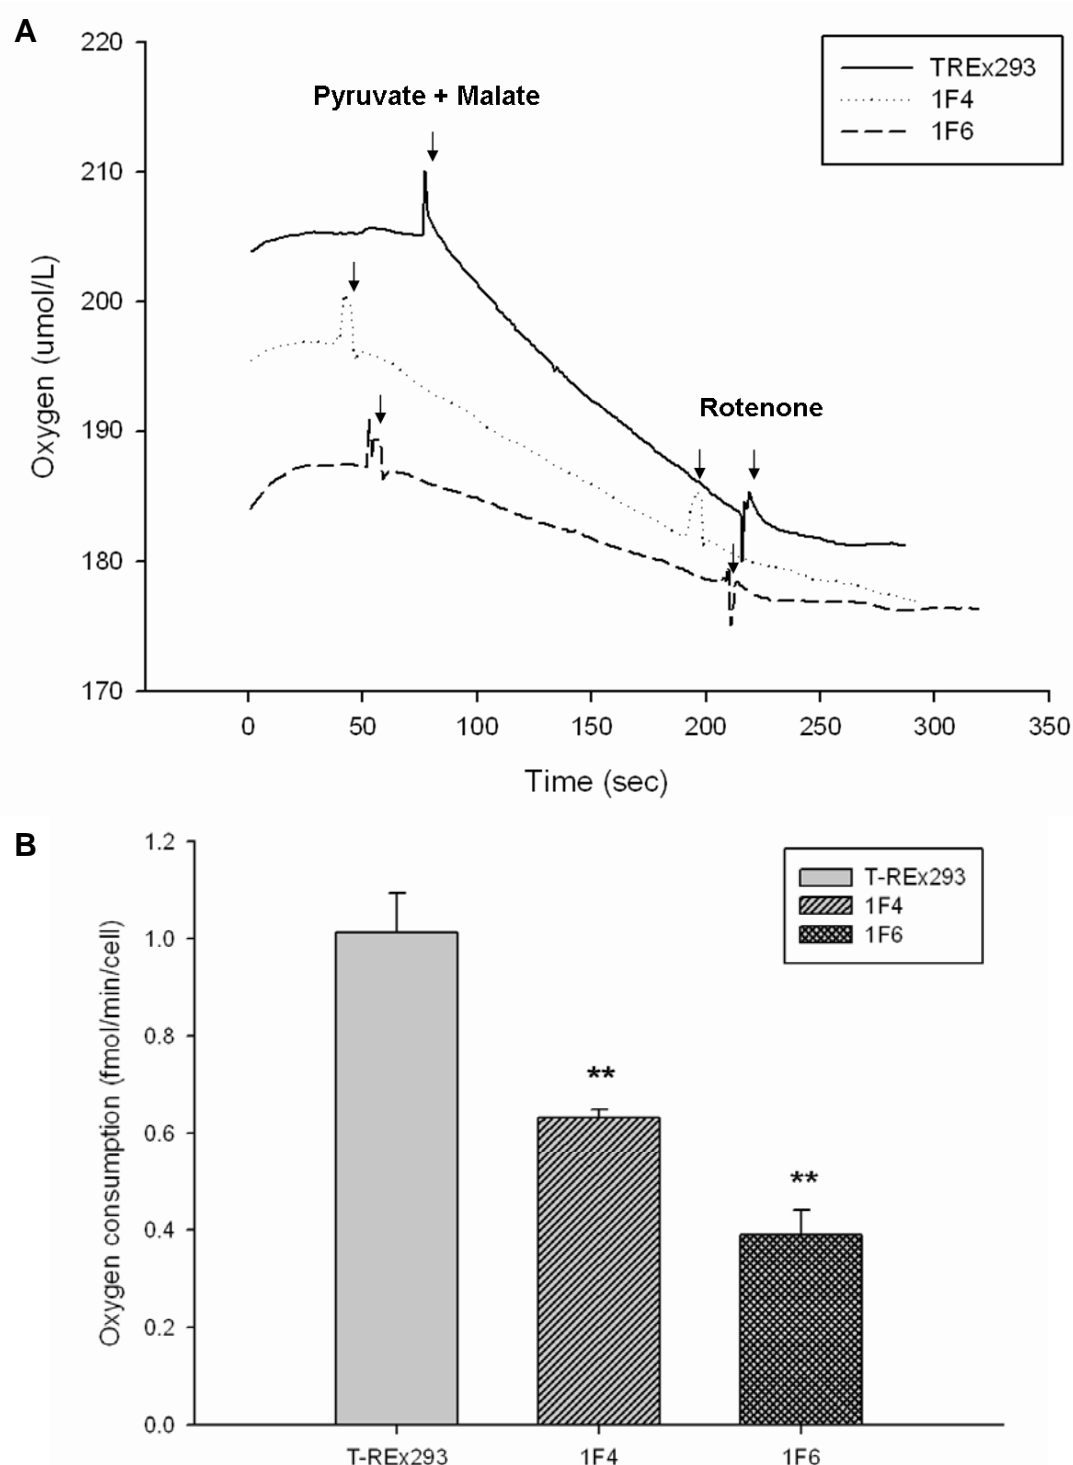 A
220
210
200
190
180
170
Oxygen (umol/L)
Pyruvate + Malate
Rotenone
TREx293
1F4
1F6
0 50 100 150 200 250 300 350
Time (sec)
B
1.2
1.0
0.8
0.6
0.4
0.2
0.0
Oxygen consumption (fmol/min/cell)
T-REx293
1F4
1F6
**
**
T-REx293 1F4 1F6